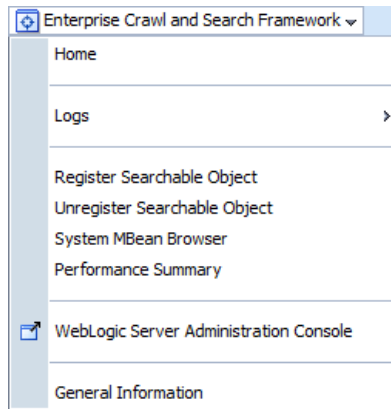 Enterprise Crawl and Search Framework
Home
Logs
Register Searchable Object
Unregister Searchable Object
System MBean Browser
Performance Summary
WebLogic Server Administration Console
General Information